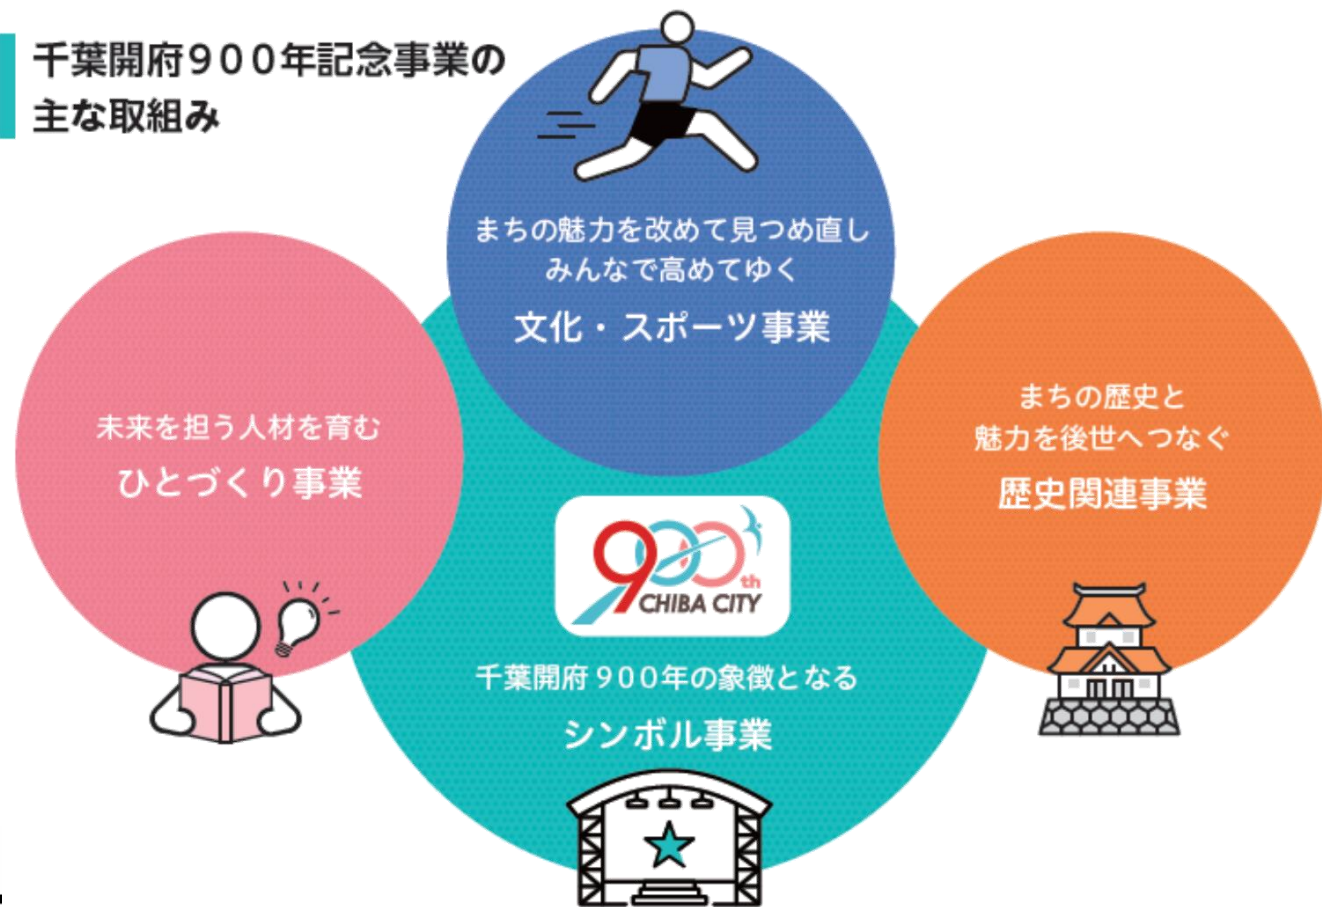 千葉開府900年記念事業の
主な取組み
まちの魅力を改めて見つめ直し
みんなで高めてゆく
文化・スポーツ事業
未来を担う人材を育む
ひとづくり事業
まちの歴史と
魅力を後世へつなぐ
歴史関連事業
900th
CHIBA CITY
千葉開府900年の象徴となる
シンボル事業